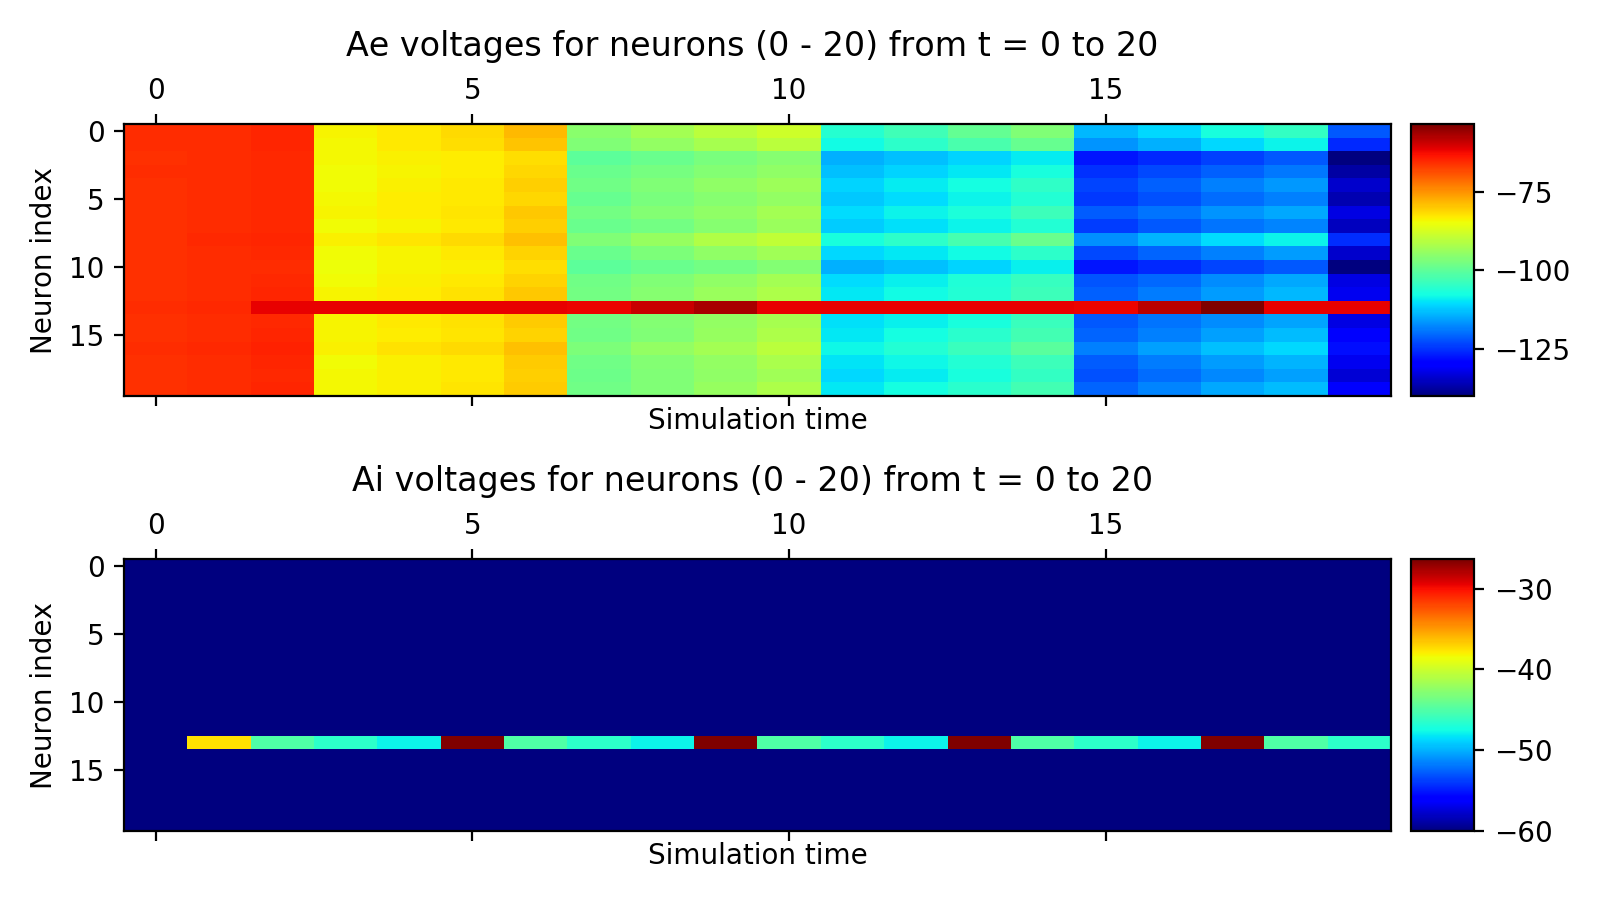 Ae voltages for neurons (0 - 20) from t = 0 to 20
0 5 10 15
Neuron index
0
5
10
15
Simulation time
−75
−100
−125
Ai voltages for neurons (0 - 20) from t = 0 to 20
0 5 10 15
Neuron index
0
5
10
15
Simulation time
−30
−40
−50
−60